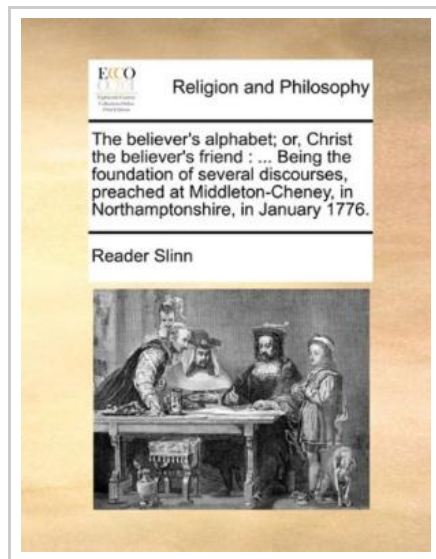 ECCO
Religion and Philosophy
The believer's alphabet; or, Christ
the believer's friend : ... Being the
foundation of several discourses,
preached at Middleton-Cheney, in
Northamptonshire, in January 1776.
Reader Slinn